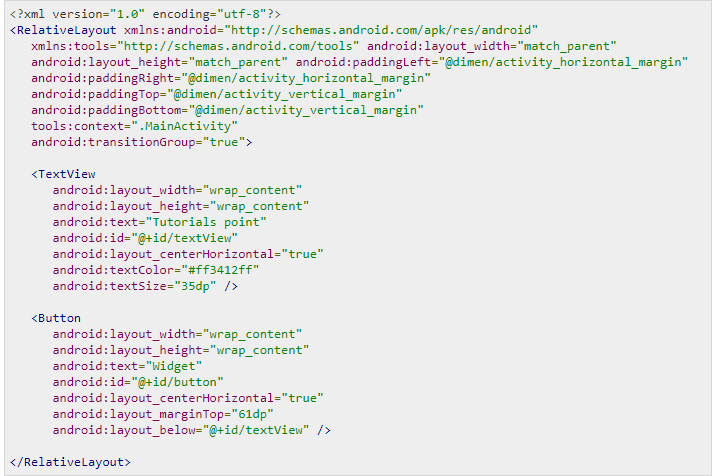 <?xml version="1.0" encoding="utf-8"?>
<RelativeLayout xmlns:android="http://schemas.android.com/apk/res/android"
   xmlns:tools="http://schemas.android.com/tools" android:layout_width="match_parent"
   android:layout_height="match_parent" android:paddingLeft="@dimen/activity_horizontal_margin"
   android:paddingRight="@dimen/activity_horizontal_margin"
   android:paddingTop="@dimen/activity_vertical_margin"
   android:paddingBottom="@dimen/activity_vertical_margin"
   tools:context=".MainActivity"
   android:transitionGroup="true">

   <TextView
      android:layout_width="wrap_content"
      android:layout_height="wrap_content"
      android:text="Tutorials point"
      android:id="@+id/textView"
      android:layout_centerHorizontal="true"
      android:textColor="#ff3412ff"
      android:textSize="35dp" />

   <Button
      android:layout_width="wrap_content"
      android:layout_height="wrap_content"
      android:text="Widget"
      android:id="@+id/button"
      android:layout_centerHorizontal="true"
      android:layout_marginTop="61dp"
      android:layout_below="@+id/textView" />

</RelativeLayout>